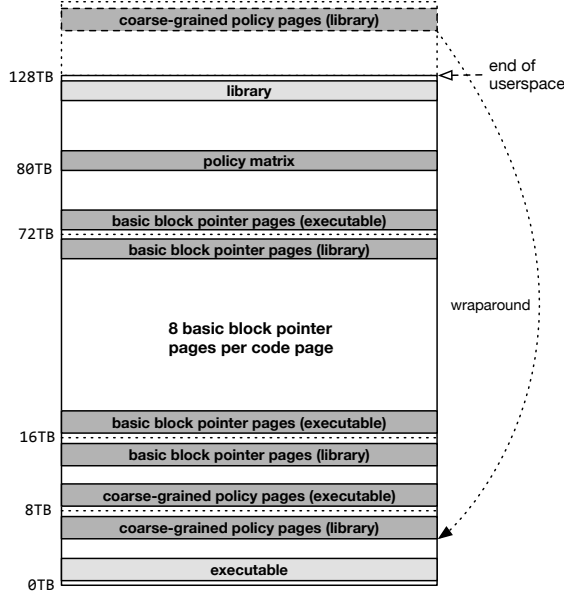 coarse-grained policy pages (library)
end of
userspace
128TB
library
policy matrix
80TB
basic block pointer pages (executable)
72TB
basic block pointer pages (library)
wraparound
8 basic block pointer
pages per code page
basic block pointer pages (executable)
16TB
basic block pointer pages (library)
coarse-grained policy pages (executable)
8TB
coarse-grained policy pages (library)
executable
0TB